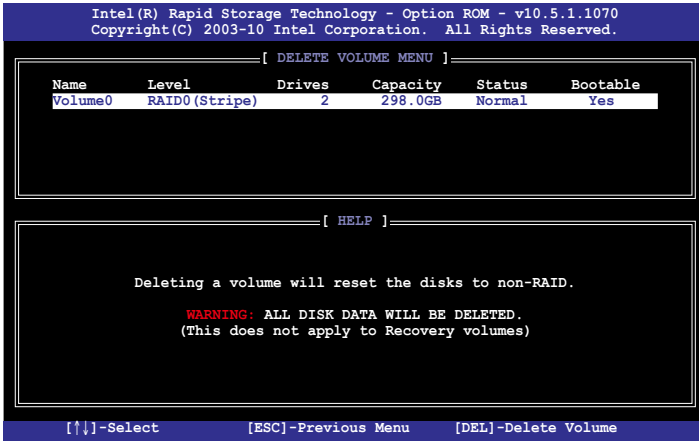 Intel(R) Rapid Storage Technology - Option ROM - v10.5.1.1070
Copyright(C) 2003-10 Intel Corporation. All Rights Reserved.
[ DELETE VOLUME MENU ]
Name Level Drives Capacity Status Bootable
Volume0 RAID0(Stripe) 2 298.0GB Normal Yes
[ HELP ]
Deleting a volume will reset the disks to non-RAID.
WARNING: ALL DISK DATA WILL BE DELETED.
(This does not apply to Recovery volumes)
[↑↓]-Select [ESC]-Previous Menu [DEL]-Delete Volume